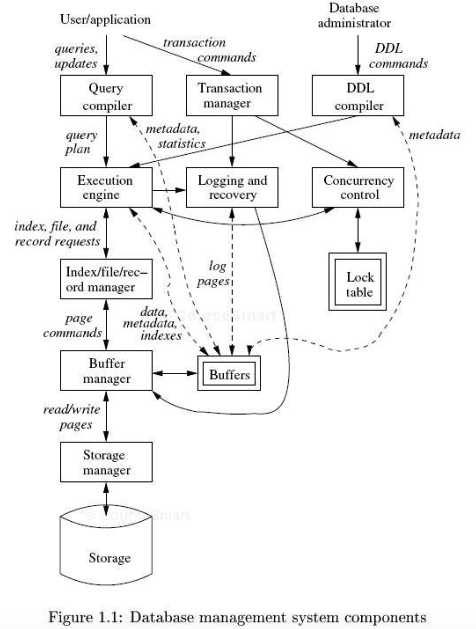 User/application
Database
administrator
queries,
updates
transaction
commands
DDL
commands
Query
compiler
Transaction
manager
DDL
compiler
query
plan
metadata,
statistics
metadata
Execution
engine
Logging and
recovery
Concurrency
control
index, file, and
record requests
log
pages
Index/file/rec−
ord manager
Lock
table
page
commands
data,
metadata,
indexes
Buffer
manager
Buffers
read/write
pages
Storage
manager
Storage
Figure 1.1: Database management system components